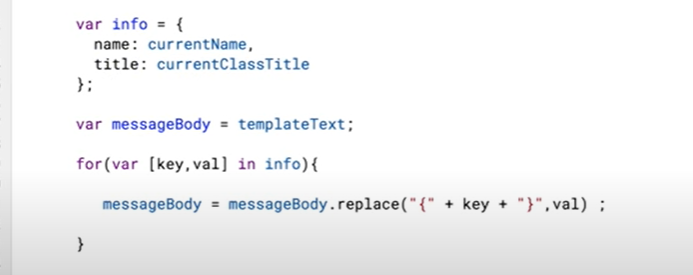 var info = {
name: currentName,
title: currentClassTitle
};
var messageBody = templateText;
for(var [key,val] in info){
messageBody = messageBody.replace("{" + key + "}",val) ;
}